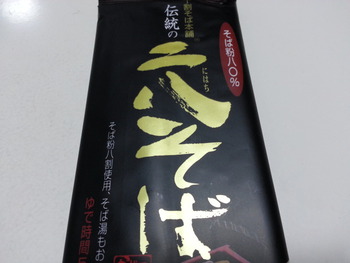 割そば本舗
伝統の
二八そば
にはち
そば粉八〇%
そば粉八割使用、そば湯もお
ゆで時間